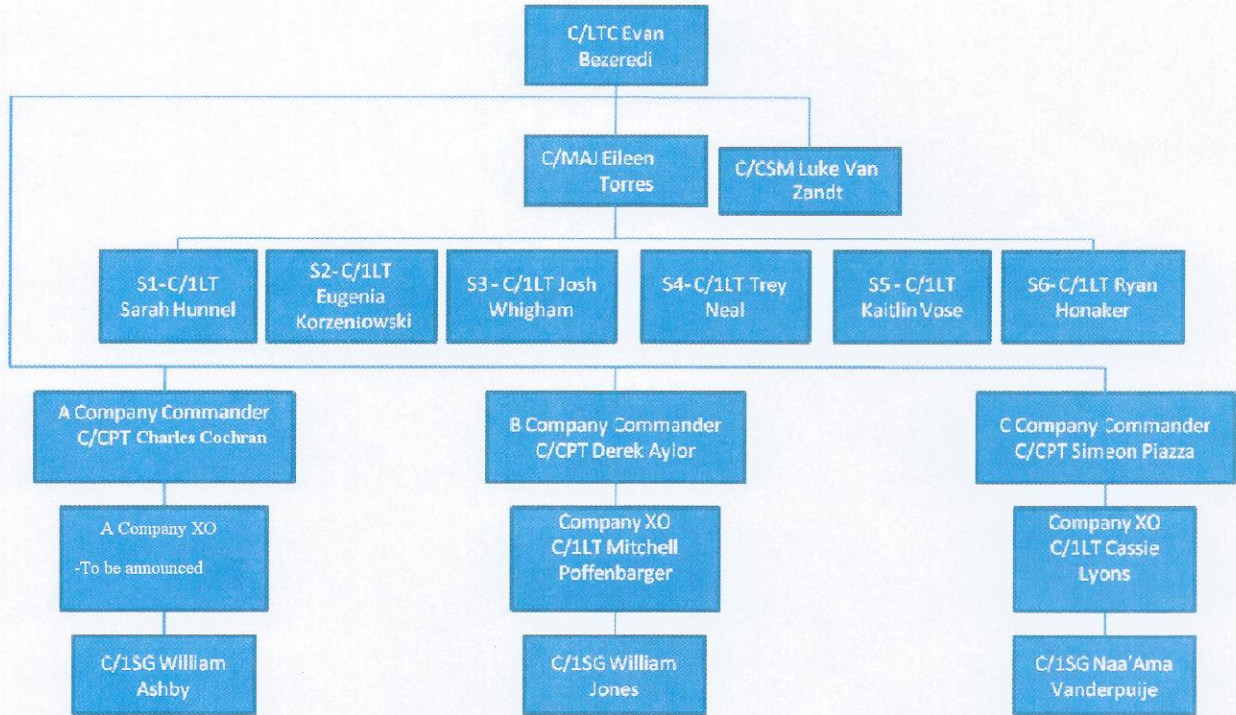 C/LTC Evan
Bezeredi
C/MAJ Eileen
Torres
C/CSM Luke Van
Zandt
S1- C/1LT
Sarah Hunnel
S2- C/1LT
Eugenia
Korzeniowski
S3 - C/1LT Josh
Whigham
S4- C/1LT Trey
Neal
S5 - C/1LT
Kaitlin Vose
S6- C/1LT Ryan
Honaker
A Company Commander
C/CPT Charles Cochran
B Company Commander
C/CPT Derek Aylor
C Company Commander
C/CPT Simeon Piazza
A Company XO
-To be announced
Company XO
C/1LT Mitchell
Poffenbarger
Company XO
C/1LT Cassie
Lyons
C/1SG William
Ashby
C/1SG William
Jones
C/1SG Naa'Ama
Vanderpuije